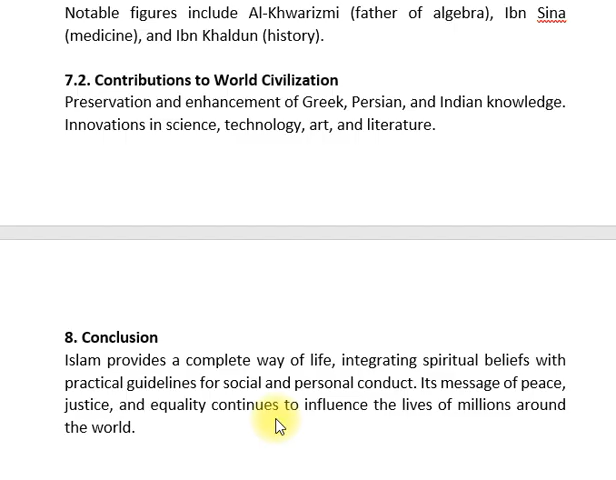 Notable figures include Al-Khwarizmi (father of algebra), Ibn Sina
(medicine), and Ibn Khaldun (history).
7.2. Contributions to World Civilization
Preservation and enhancement of Greek, Persian, and Indian knowledge.
Innovations in science, technology, art, and literature.
8. Conclusion
Islam provides a complete way of life, integrating spiritual beliefs with
practical guidelines for social and personal conduct. Its message of peace,
justice, and equality continues to influence the lives of millions around
the world.